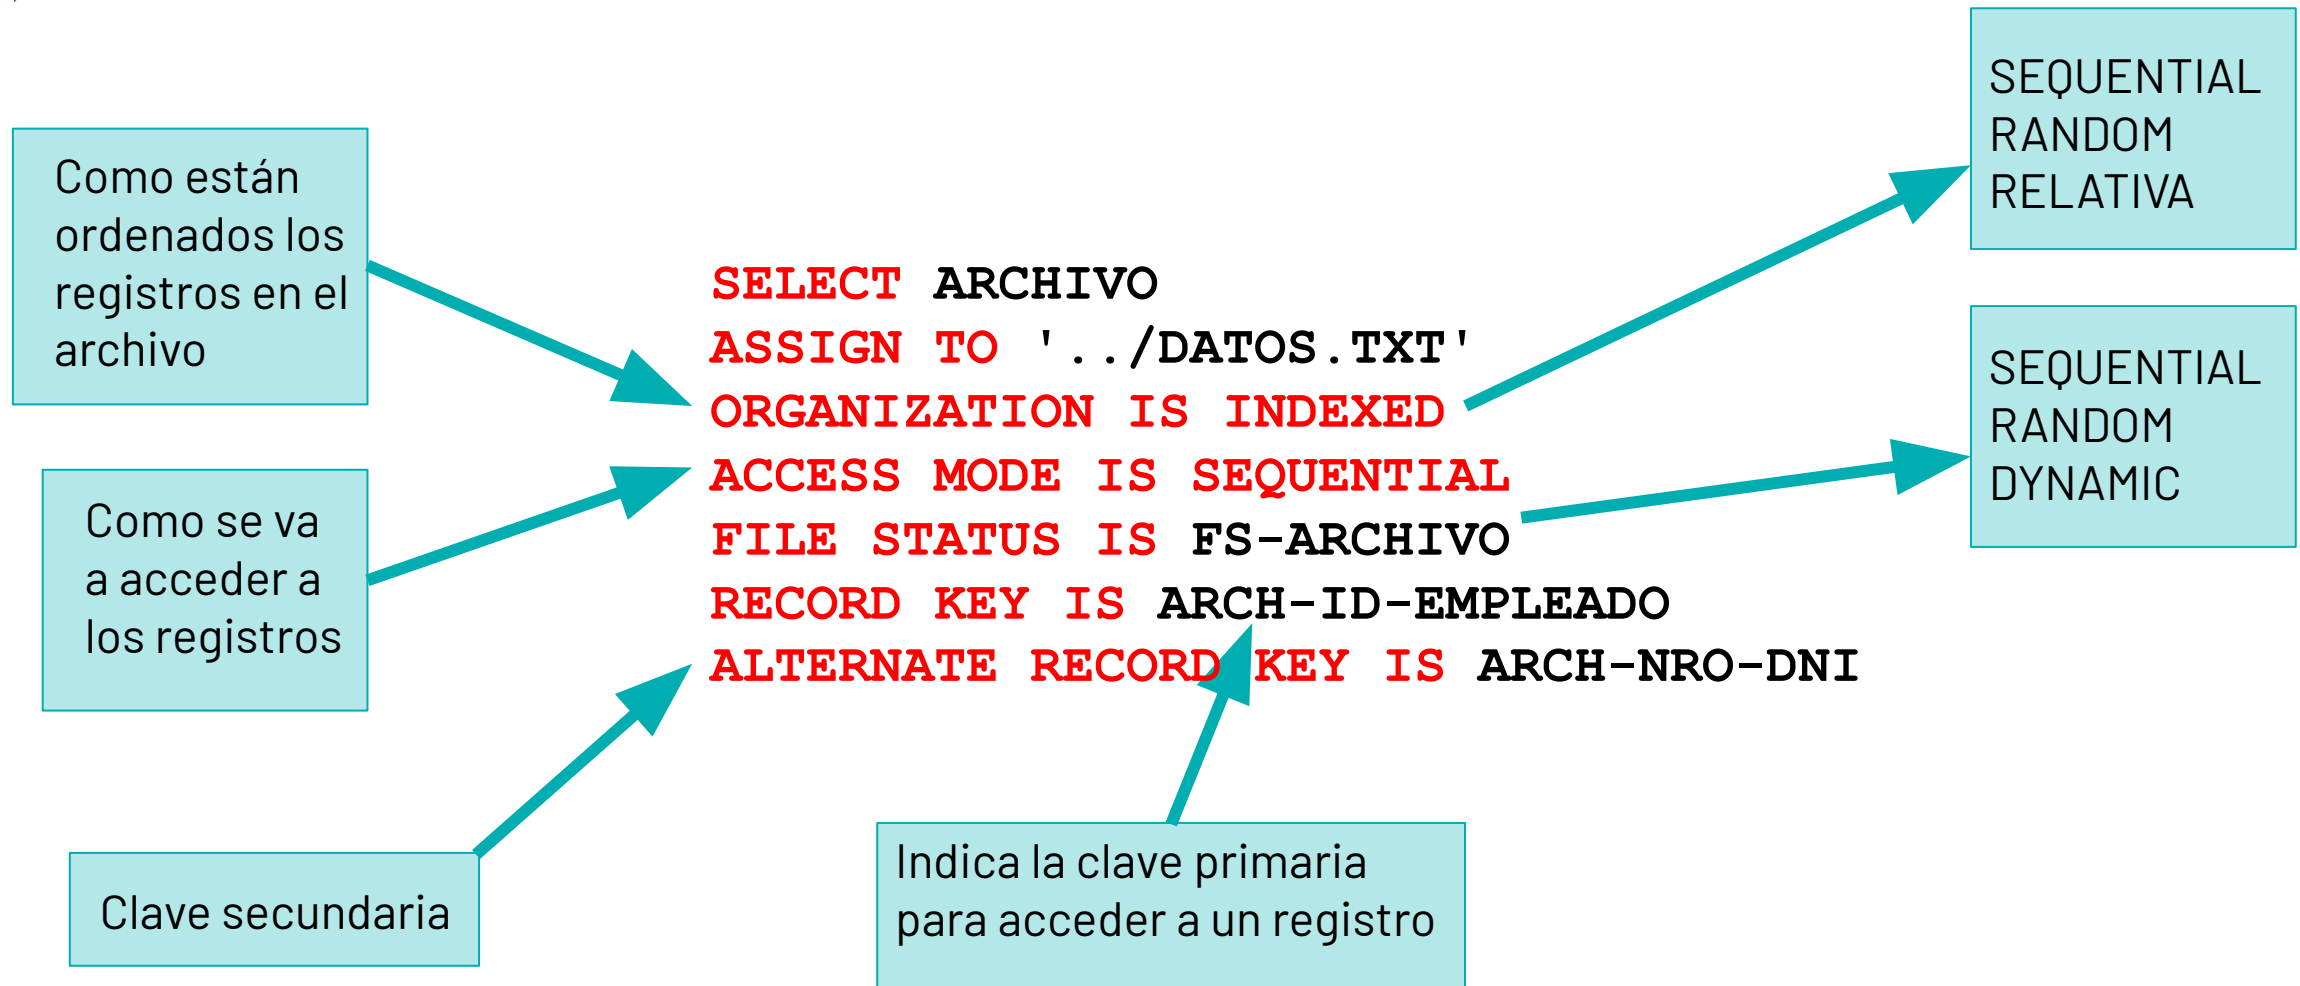 Como están
ordenados los
registros en el
archivo
Como se va
a acceder a
los registros
Clave secundaria
SELECT ARCHIVO
ASSIGN TO '../DATOS.TXT'
ORGANIZATION IS INDEXED
ACCESS MODE IS SEQUENTIAL
FILE STATUS IS FS-ARCHIVO
RECORD KEY IS ARCH-ID-EMPLEADO
ALTERNATE RECORD KEY IS ARCH-NRO-DNI
Indica la clave primaria
para acceder a un registro
SEQUENTIAL
RANDOM
RELATIVA
SEQUENTIAL
RANDOM
DYNAMIC